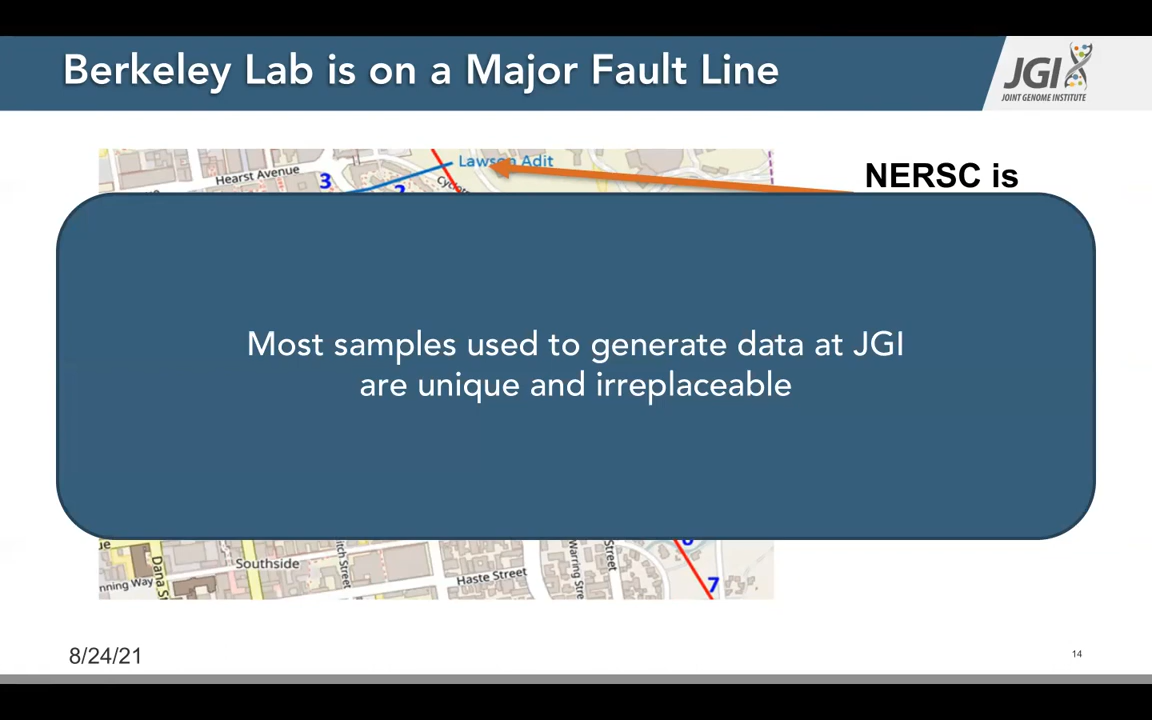 Berkeley Lab is on a Major Fault Line
JGI
JOINT GENOME INSTITUTE
Lawson Adit
NERSC is
Hearst Avenue
3
2
Most samples used to generate data at JGI
are unique and irreplaceable
Southside
Haste Street
Street
7
8/24/21
14